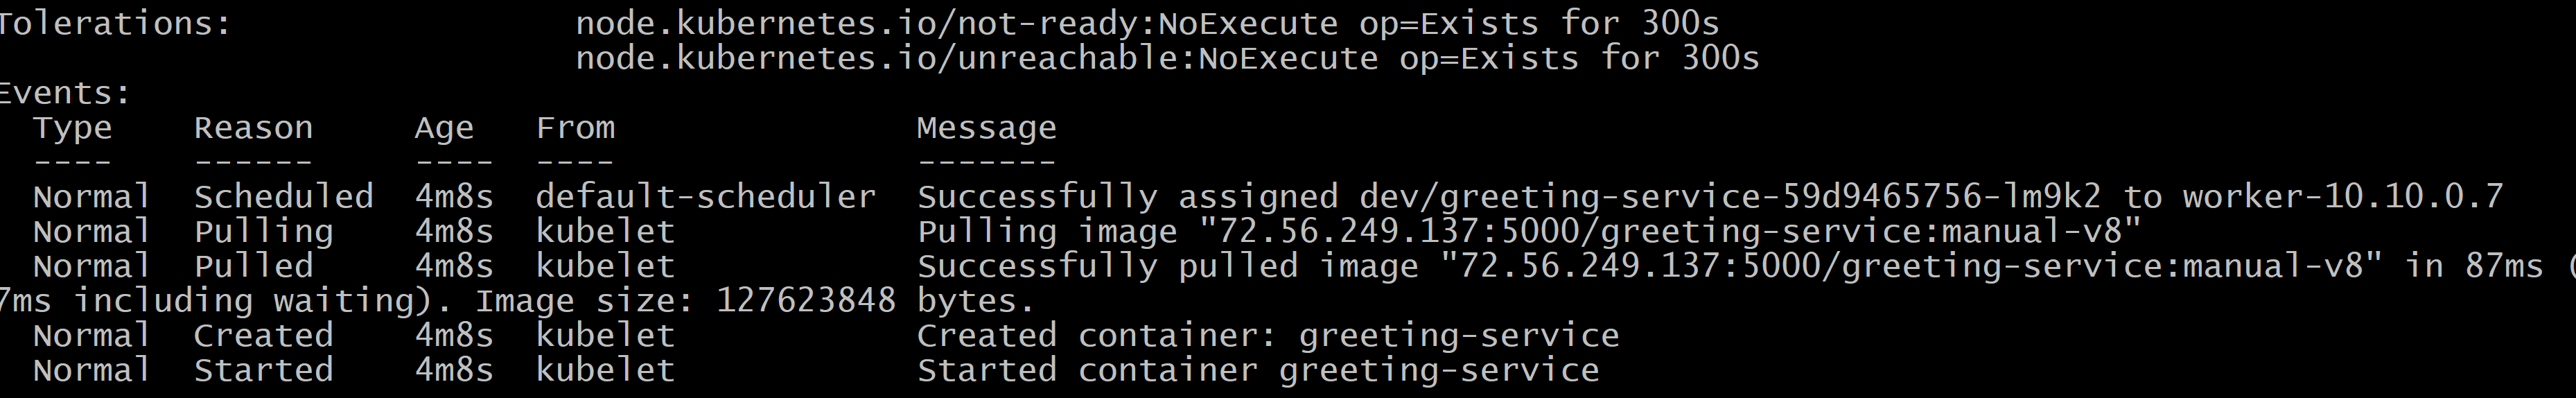 Tolerations:                 node.kubernetes.io/not-ready:NoExecute op=Exists for 300s
                             node.kubernetes.io/unreachable:NoExecute op=Exists for 300s
Events:
  Type    Reason     Age   From               Message
  ----    ------     ----  ----               -------
  Normal  Scheduled  4m8s  default-scheduler  Successfully assigned dev/greeting-service-59d9465756-lm9k2 to worker-10.10.0.7
  Normal  Pulling    4m8s  kubelet            Pulling image "72.56.249.137:5000/greeting-service:manual-v8"
  Normal  Pulled     4m8s  kubelet            Successfully pulled image "72.56.249.137:5000/greeting-service:manual-v8" in 87ms (
7ms including waiting). Image size: 127623848 bytes.
  Normal  Created    4m8s  kubelet            Created container: greeting-service
  Normal  Started    4m8s  kubelet            Started container greeting-service